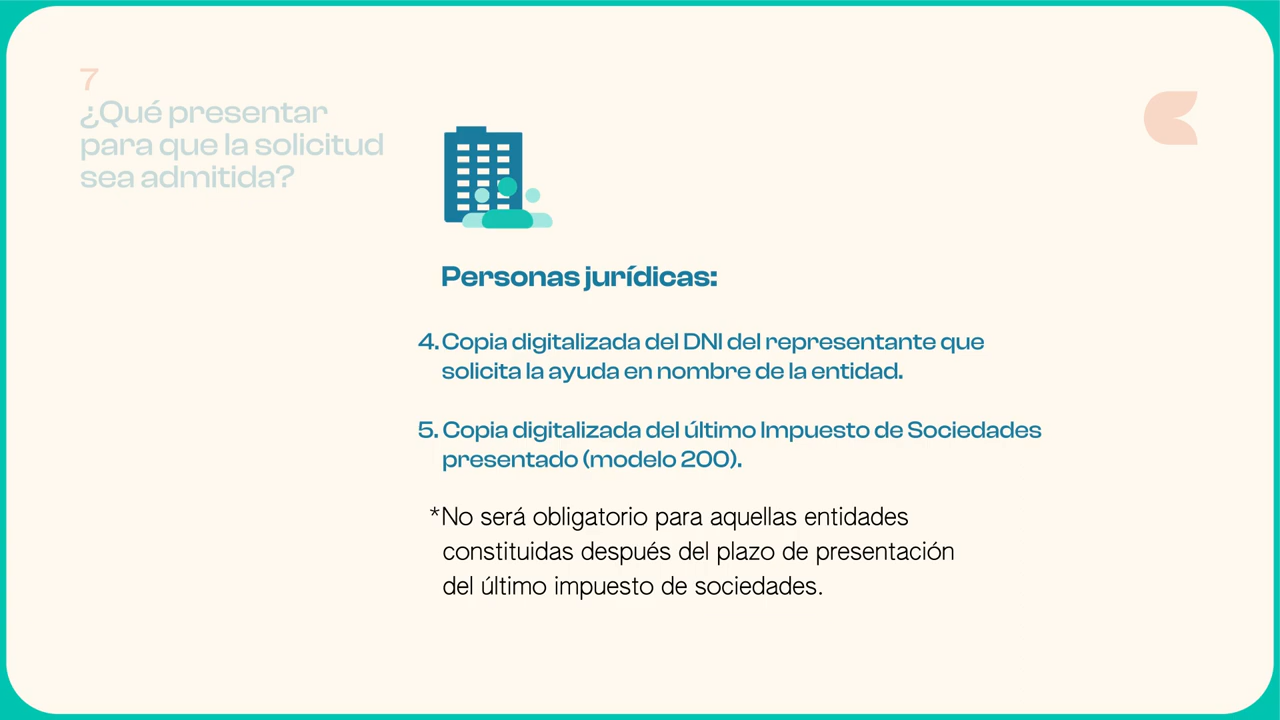 7
¿Qué presentar
para que la solicitud
sea admitida?
Personas jurídicas:
4. Copia digitalizada del DNI del representante que
solicita la ayuda en nombre de la entidad.
5. Copia digitalizada del último Impuesto de Sociedades
presentado (modelo 200).
*No será obligatorio para aquellas entidades
constituidas después del plazo de presentación
del último impuesto de sociedades.